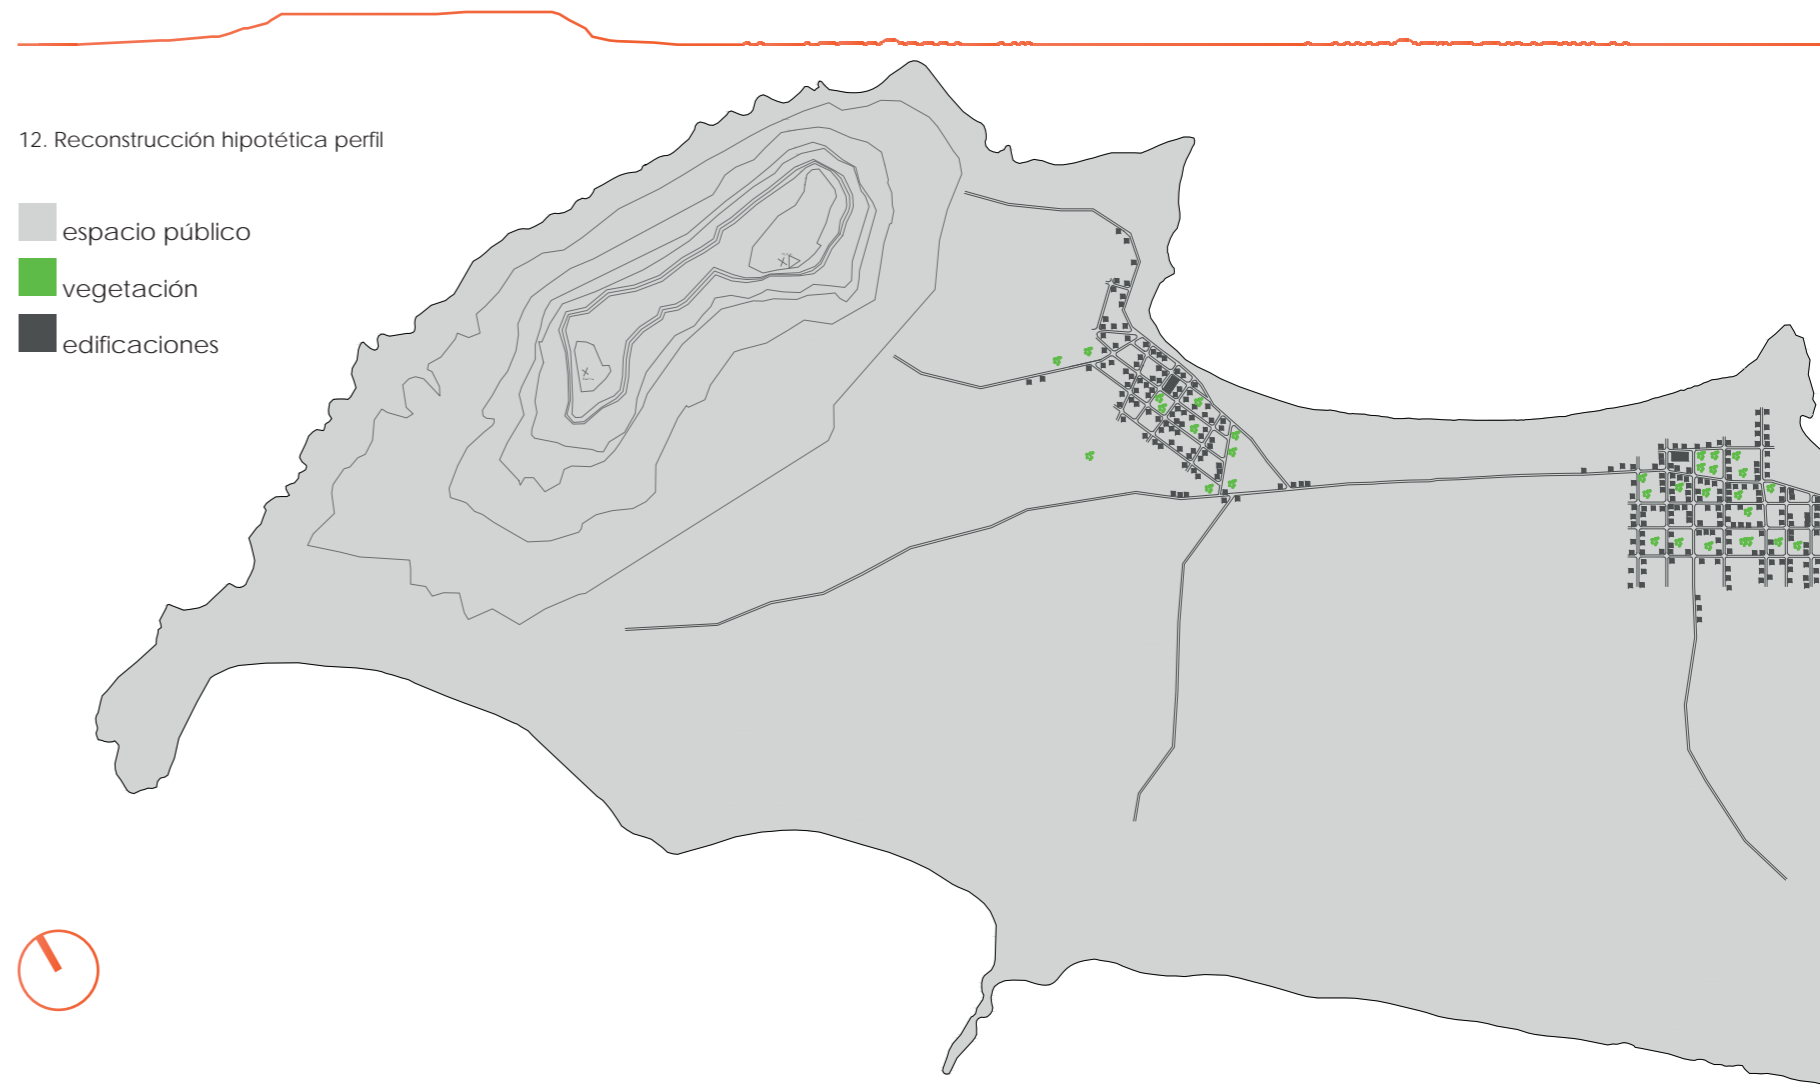 12. Reconstrucción hipotética perfil
espacio público
vegetación
edificaciones